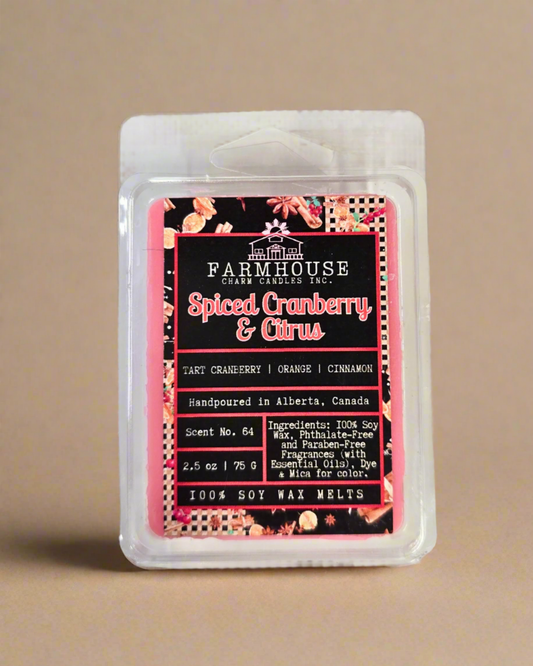 FARMHOUSE
CHARM CANDLES INC.
Spiced Cranberry
& Citrus
TART CRANBERRY | ORANGE | CINNAMON
Handpoured in Alberta, Canada
Scent No. 64
2.5 oz | 75 G
Ingredients: 100% Soy
Wax, Phthalate-Free
and Paraben-Free
Fragrances (with
Essential Oils), Dye
& Mica for color.
100% SOY WAX MELTS